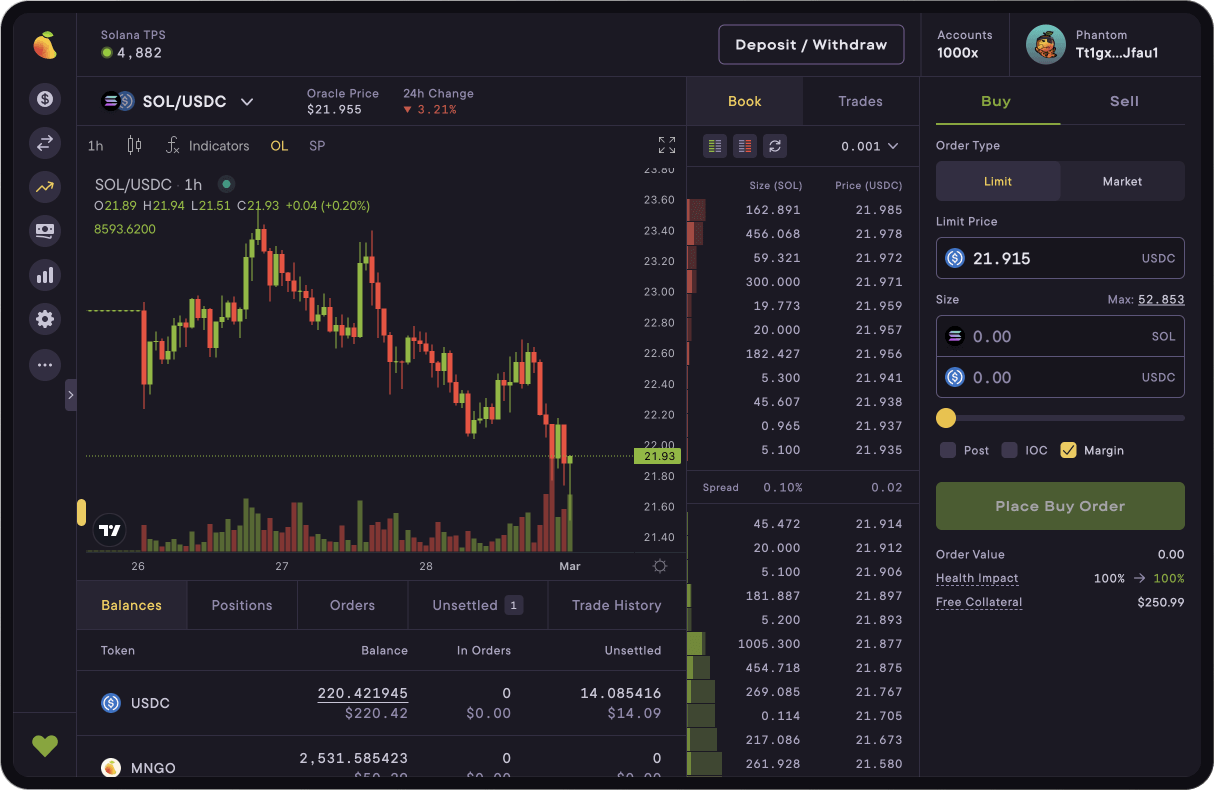 Solana TPS
4,882
Deposit / Withdraw
Accounts
1000x
Phantom
Tt1gx...Jfau1
SOL/USDC
Oracle Price
$21.955
24h Change
▼ 3.21%
1h
Indicators
OL
SP
SOL/USDC · 1h
O21.89 H21.94 L21.51 C21.93 +0.04 (+0.20%)
8593.6200
23.80
23.60
23.40
23.20
23.00
22.80
22.60
22.40
22.20
22.00
21.93
21.80
21.60
21.40
26
27
28
Mar
Balances
Positions
Orders
Unsettled 1
Trade History
Token Balance In Orders Unsettled
USDC 220.421945 0 14.085416
$220.42 $0.00 $14.09
MNGO 2,531.585423 0 0
Book
Trades
0.001
Size (SOL) Price (USDC)
162.891 21.985
456.068 21.978
59.321 21.972
300.000 21.971
19.773 21.959
20.000 21.957
182.427 21.956
5.300 21.941
45.607 21.938
0.965 21.937
5.100 21.935
Spread 0.10% 0.02
45.472 21.914
20.000 21.912
5.100 21.906
181.887 21.897
5.200 21.893
1005.300 21.877
454.718 21.875
269.085 21.767
0.114 21.705
217.086 21.673
261.928 21.580
Buy
Sell
Order Type
Limit
Market
Limit Price
21.915 USDC
Size Max: 52.853
0.00 SOL
0.00 USDC
Post IOC Margin
Place Buy Order
Order Value 0.00
Health Impact 100% → 100%
Free Collateral $250.99